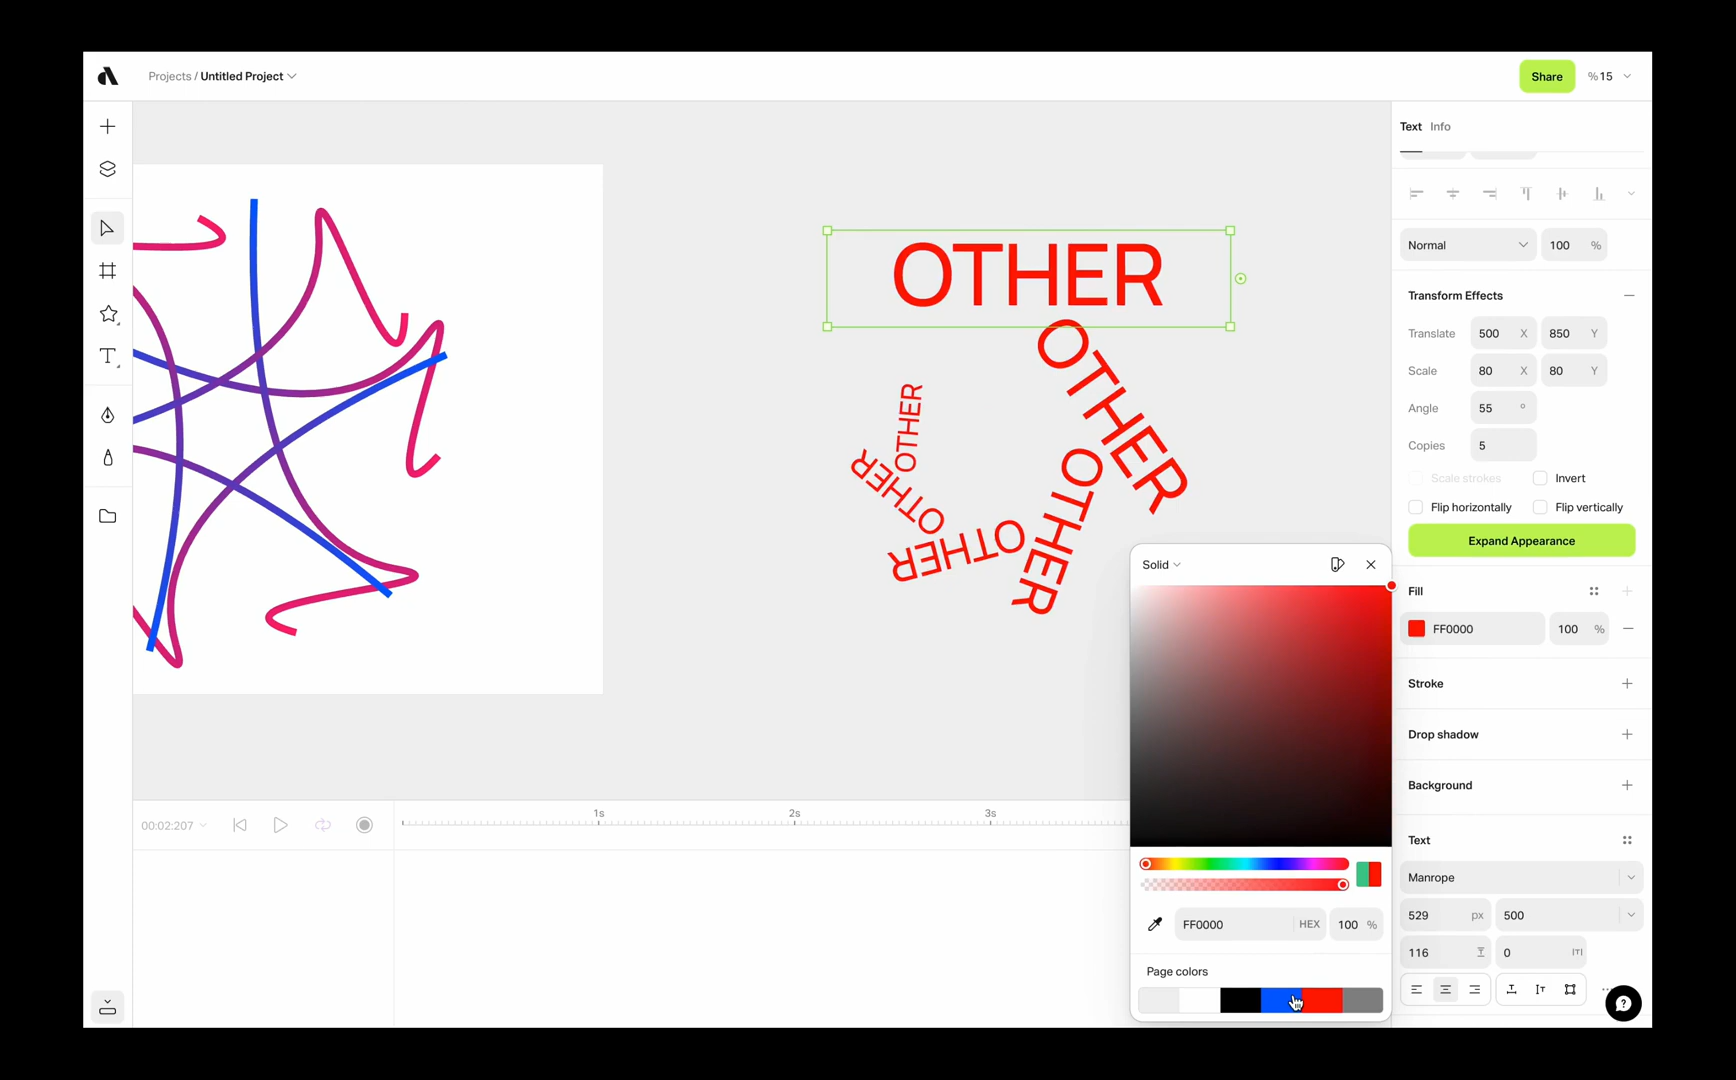 Projects / Untitled Project
Share
%15
Text Info
Normal
100 %
Transform Effects
Translate 500 X 850 Y
Scale 80 X 80 Y
Angle 55 °
Copies 5
Scale strokes
Invert
Flip horizontally
Flip vertically
Expand Appearance
Fill
FF0000
100 %
Stroke
Drop shadow
Background
Text
Manrope
529 px
500
116
0
OTHER
OTHER
OTHER
OTHER
OTHER
OTHER
Solid
FF0000 HEX 100 %
Page colors
00:02:207
1s
2s
3s